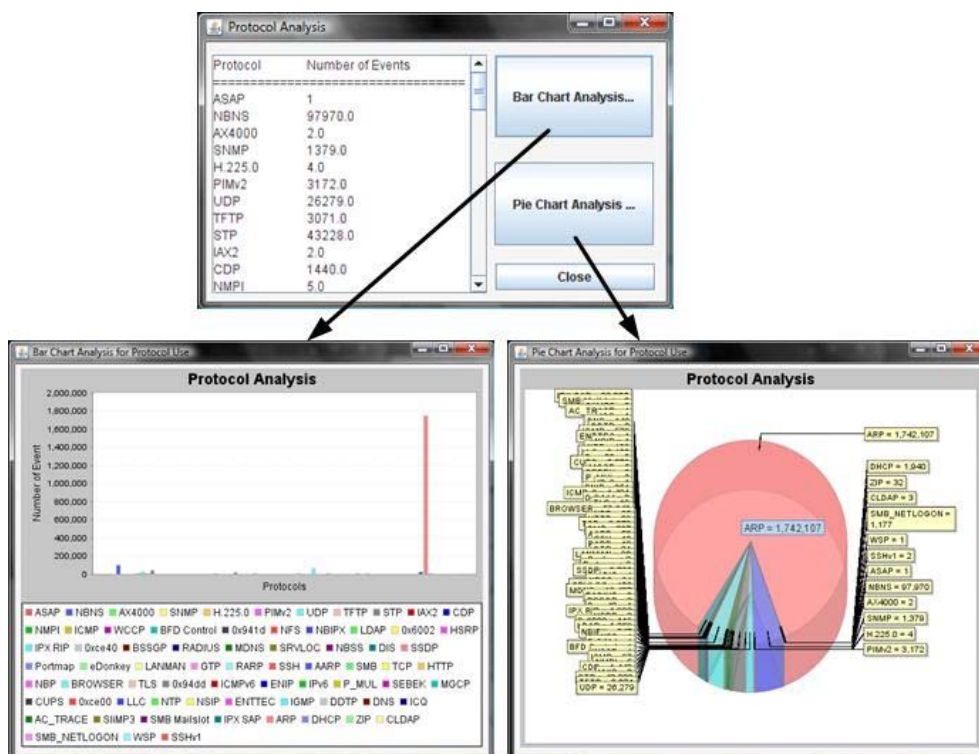 Protocol Analysis
Protocol Number of Events
==============================
ASAP 1
NBNS 97970.0
AX4000 2.0
SNMP 1379.0
H.225.0 4.0
PIMv2 3172.0
UDP 26279.0
TFTP 3071.0
STP 43228.0
IAX2 2.0
CDP 1440.0
NMPI 5.0
Bar Chart Analysis...
Pie Chart Analysis ...
Close
Bar Chart Analysis for Protocol Use
Protocol Analysis
2,000,000
1,800,000
1,600,000
1,400,000
1,200,000
1,000,000
800,000
600,000
400,000
200,000
0
Number of Event
Protocols
ASAP NBNS AX4000 SNMP H.225.0 PIMv2 UDP TFTP STP IAX2 CDP
NMPI ICMP WCCP BFD Control 0x941d NFS NBIPX LDAP 0x6002 HSRP
IPX RIP 0xce40 BSSGP RADIUS MDNS SRVLOC NBSS DIS SSDP
Portmap eDonkey LANMAN GTP RARP SSH AARP SMB TCP HTTP
NBP BROWSER TLS 0x94dd ICMPv6 ENIP IPv6 P_MUL SEBEK MGCP
CUPS 0xce00 LLC NTP NSIP ENTTEC IGMP DDTP DNS ICQ
AC_TRACE SliMP3 SMB Mailslot IPX SAP ARP DHCP ZIP CLDAP
SMB_NETLOGON WSP SSHv1
Pie Chart Analysis for Protocol Use
Protocol Analysis
SMB
AC_TR
ICM
BROWSER
LANMAN
SSDP
IPX RIP
BFD
UDP = 26,279
ARP = 1,742,107
ARP = 1,742,107
DHCP = 1,940
ZIP = 32
CLDAP = 3
SMB_NETLOGON =
1,177
WSP = 1
SSHv1 = 2
ASAP = 1
NBNS = 97,970
AX4000 = 2
SNMP = 1,379
H.225.0 = 4
PIMv2 = 3,172